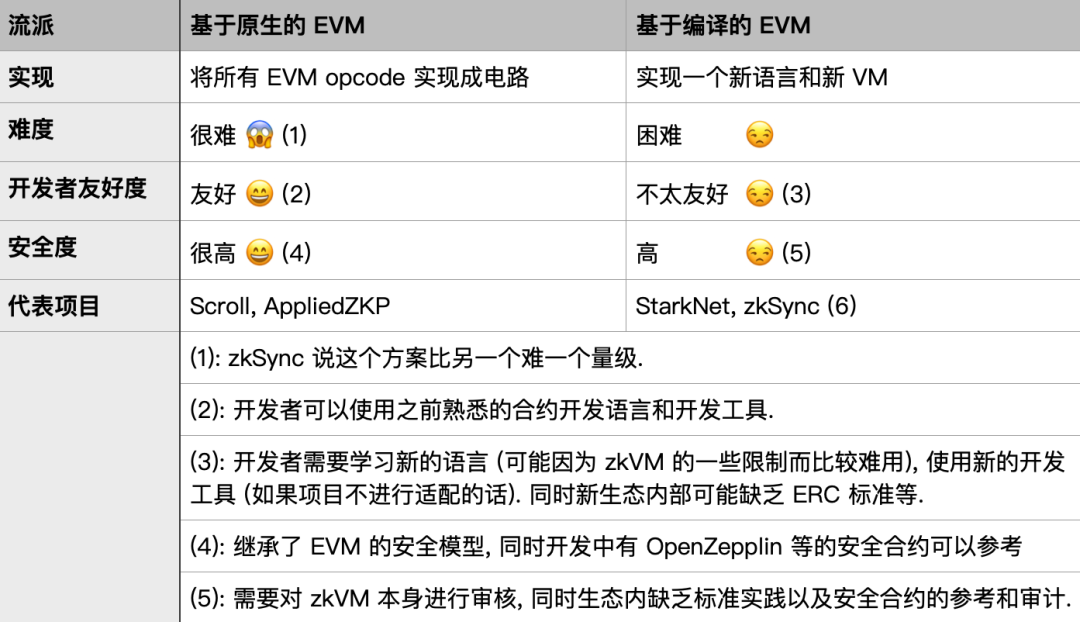 流派 基于原生的 EVM 基于编译的 EVM
实现 将所有 EVM opcode 实现成电路 实现一个新语言和新 VM
难度 很难 😱 (1) 困难 😒
开发者友好度 友好 😄 (2) 不太友好 😒 (3)
安全度 很高 😄 (4) 高 😒 (5)
代表项目 Scroll, AppliedZKP StarkNet, zkSync (6)
(1): zkSync 说这个方案比另一个难一个量级.
(2): 开发者可以使用之前熟悉的合约开发语言和开发工具.
(3): 开发者需要学习新的语言 (可能因为 zkVM 的一些限制而比较难用), 使用新的开发
工具 (如果项目不进行适配的话). 同时新生态内部可能缺乏 ERC 标准等.
(4): 继承了 EVM 的安全模型, 同时开发中有 OpenZepplin 等的安全合约可以参考
(5): 需要对 zkVM 本身进行审核, 同时生态内缺乏标准实践以及安全合约的参考和审计.